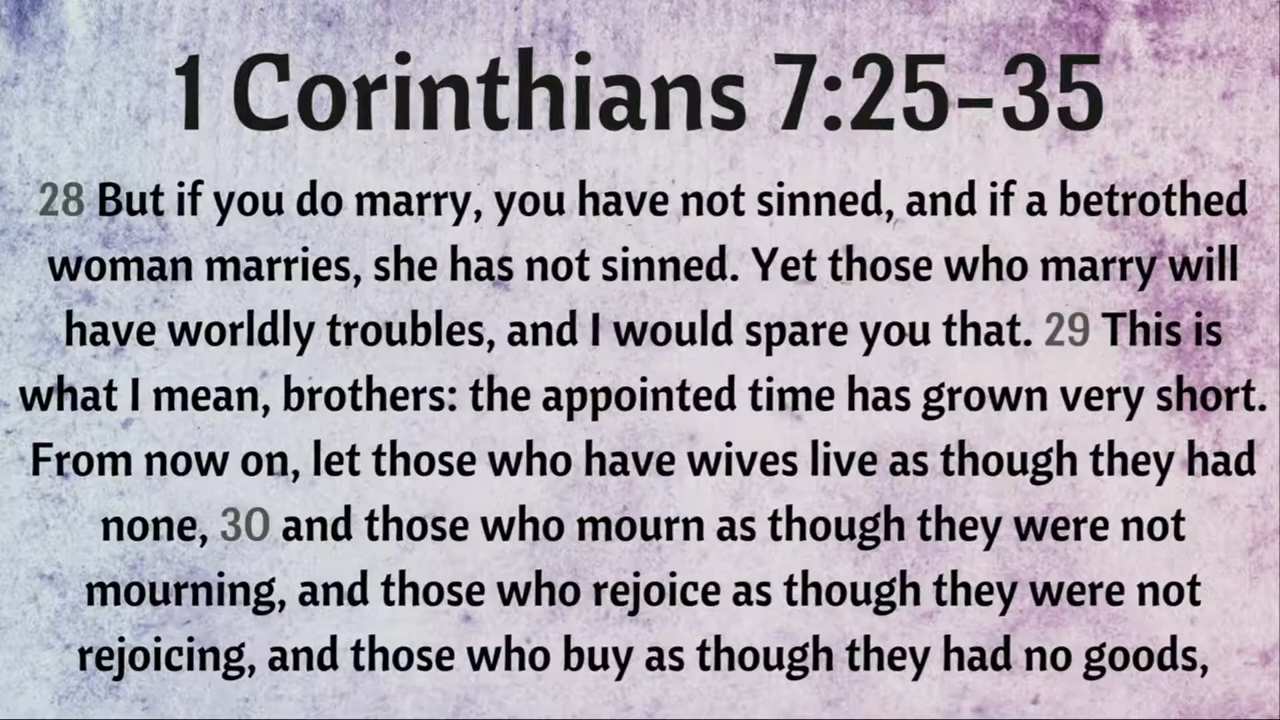 1 Corinthians 7:25–35
28 But if you do marry, you have not sinned, and if a betrothed
woman marries, she has not sinned. Yet those who marry will
have worldly troubles, and I would spare you that. 29 This is
what I mean, brothers: the appointed time has grown very short.
From now on, let those who have wives live as though they had
none, 30 and those who mourn as though they were not
mourning, and those who rejoice as though they were not
rejoicing, and those who buy as though they had no goods,